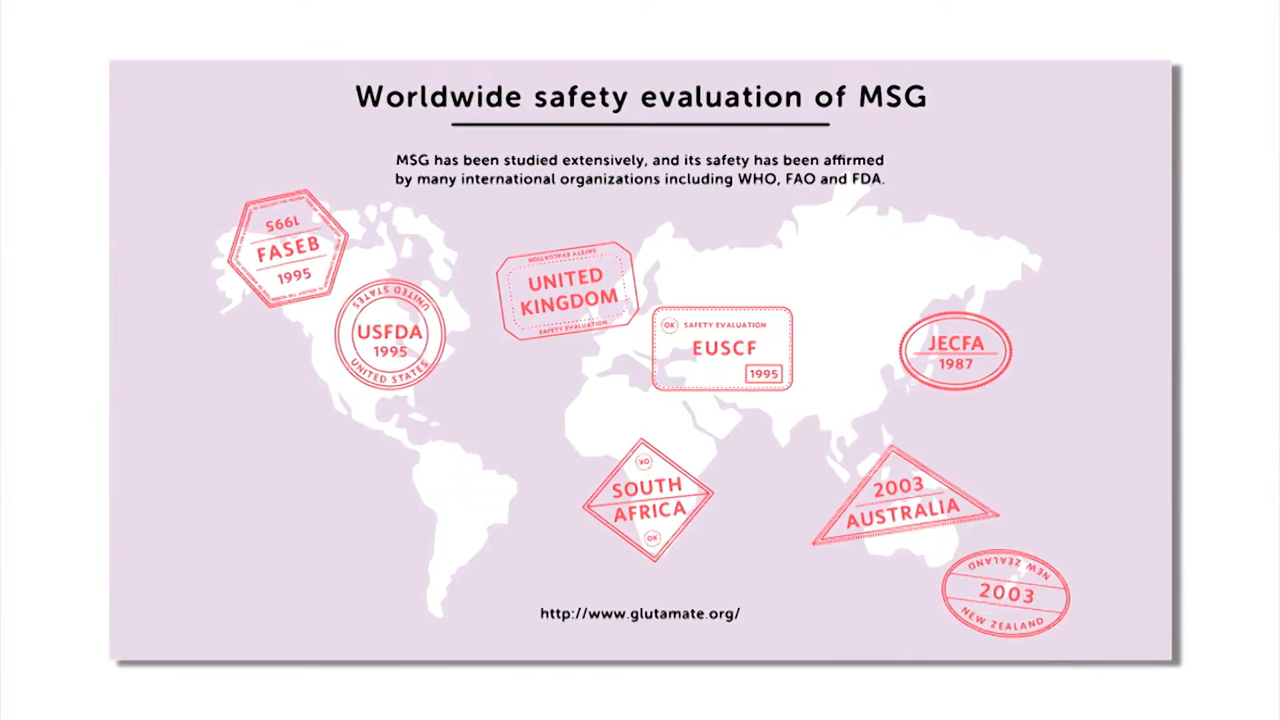 Worldwide safety evaluation of MSG
MSG has been studied extensively, and its safety has been affirmed
by many international organizations including WHO, FAO and FDA.
1995
FASEB
1995
UNITED STATES
USFDA
1995
UNITED STATES
SAFETY EVALUATION
UNITED
KINGDOM
SAFETY EVALUATION
OK SAFETY EVALUATION
EUSCF
1995
JECFA
1987
OK
SOUTH
AFRICA
OK
2003
AUSTRALIA
NEW ZEALAND
2003
NEW ZEALAND
http://www.glutamate.org/